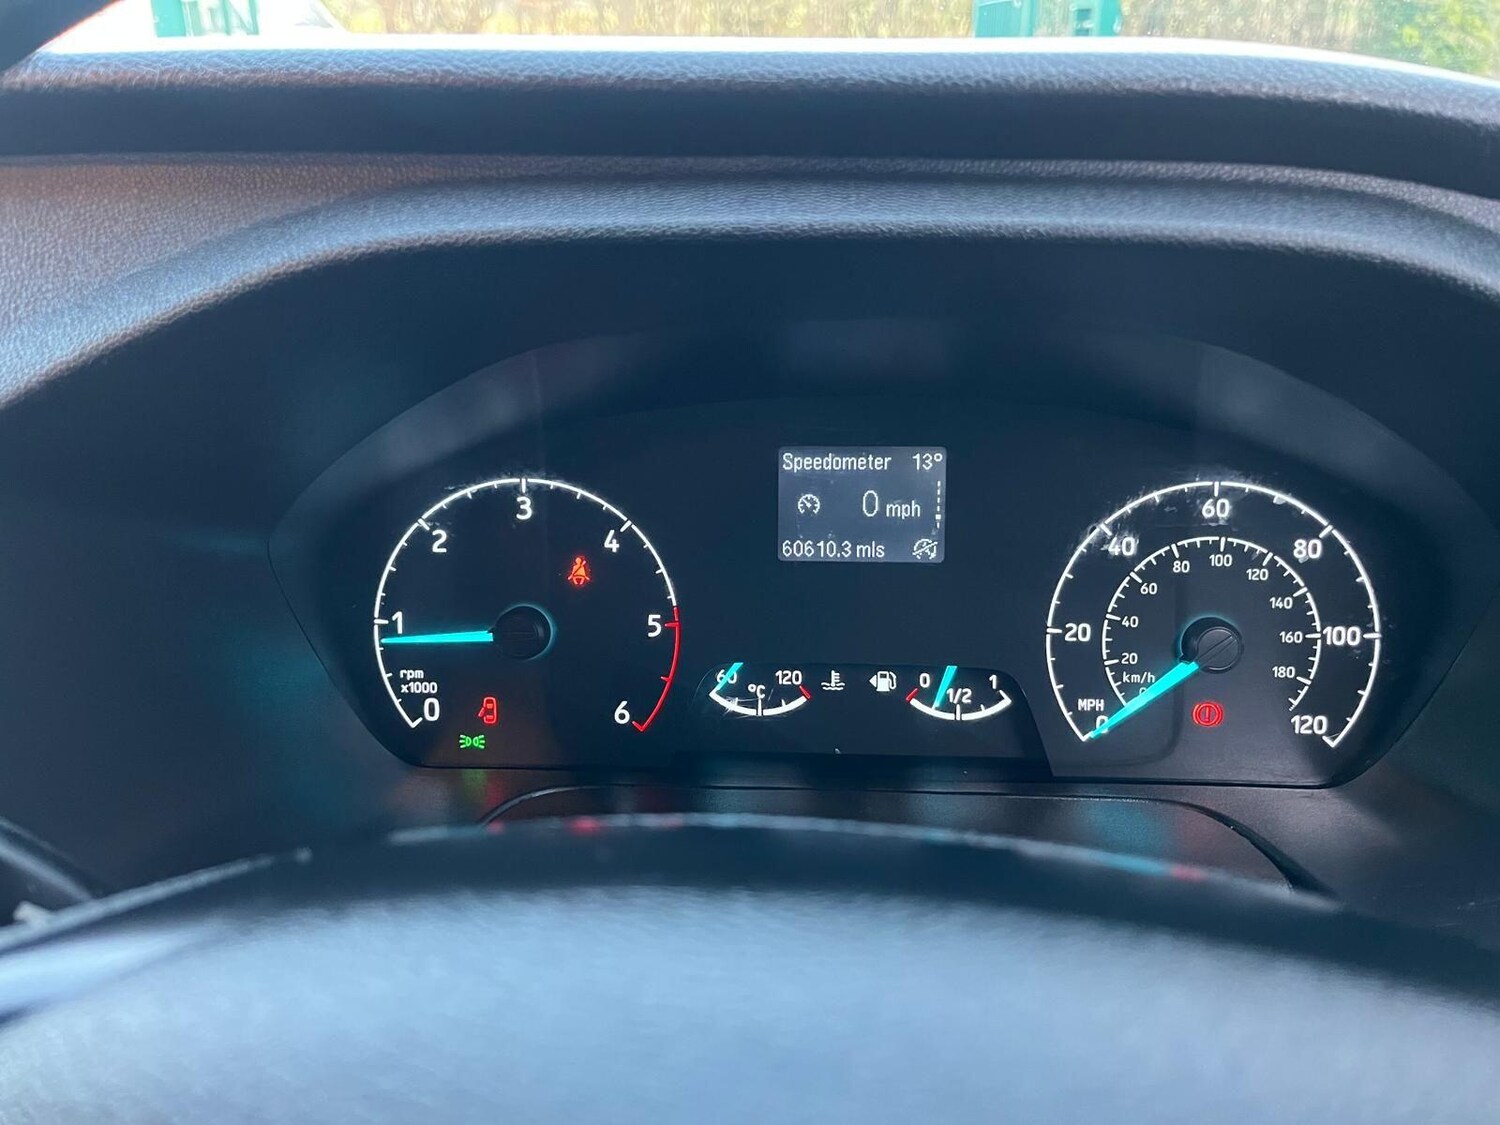 Speedometer 13°
0 mph
60610.3 mls
0 1 2 3 4 5 6
rpm
x1000
60 °C 120
0 1/2 1
0 20 40 60 80 100 120
MPH
0 20 40 60 80 100 120 140 160 180
km/h